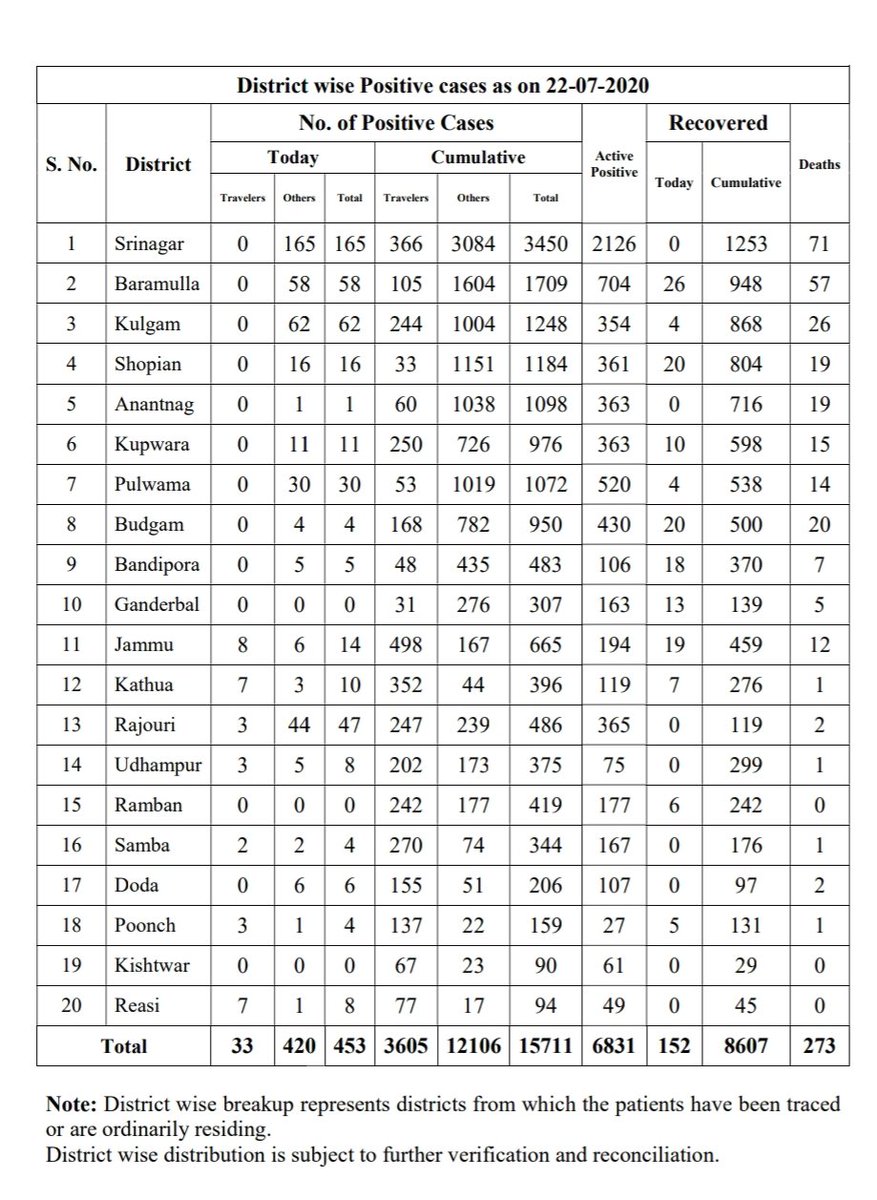 District wise Positive cases as on 22-07-2020
S. No. District No. of Positive Cases Active Positive Recovered Deaths
Today Cumulative Today Cumulative
Travelers Others Total Travelers Others Total
1 Srinagar 0 165 165 366 3084 3450 2126 0 1253 71
2 Baramulla 0 58 58 105 1604 1709 704 26 948 57
3 Kulgam 0 62 62 244 1004 1248 354 4 868 26
4 Shopian 0 16 16 33 1151 1184 361 20 804 19
5 Anantnag 0 1 1 60 1038 1098 363 0 716 19
6 Kupwara 0 11 11 250 726 976 363 10 598 15
7 Pulwama 0 30 30 53 1019 1072 520 4 538 14
8 Budgam 0 4 4 168 782 950 430 20 500 20
9 Bandipora 0 5 5 48 435 483 106 18 370 7
10 Ganderbal 0 0 0 31 276 307 163 13 139 5
11 Jammu 8 6 14 498 167 665 194 19 459 12
12 Kathua 7 3 10 352 44 396 119 7 276 1
13 Rajouri 3 44 47 247 239 486 365 0 119 2
14 Udhampur 3 5 8 202 173 375 75 0 299 1
15 Ramban 0 0 0 242 177 419 177 6 242 0
16 Samba 2 2 4 270 74 344 167 0 176 1
17 Doda 0 6 6 155 51 206 107 0 97 2
18 Poonch 3 1 4 137 22 159 27 5 131 1
19 Kishtwar 0 0 0 67 23 90 61 0 29 0
20 Reasi 7 1 8 77 17 94 49 0 45 0
Total 33 420 453 3605 12106 15711 6831 152 8607 273
Note: District wise breakup represents districts from which the patients have been traced
or are ordinarily residing.
District wise distribution is subject to further verification and reconciliation.